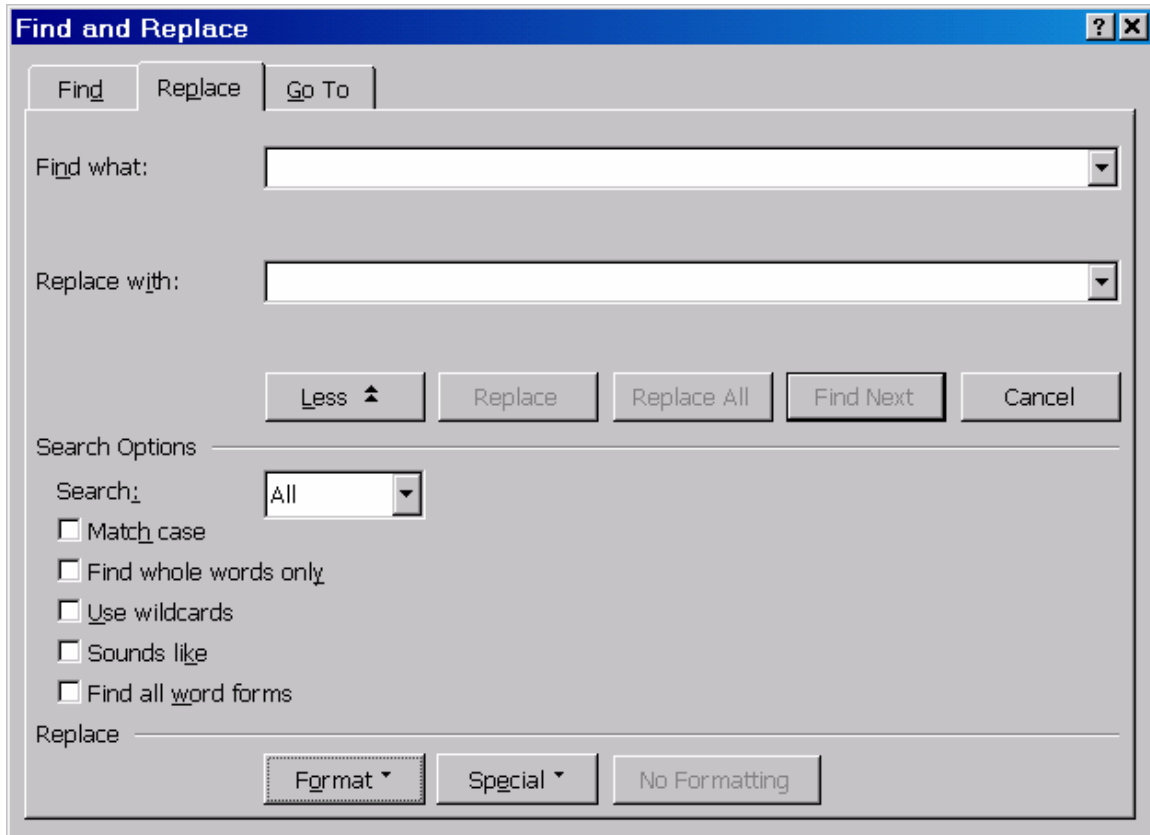 Find and Replace
Find Replace Go To
Find what:
Replace with:
Less Replace Replace All Find Next Cancel
Search Options
Search: All
Match case
Find whole words only
Use wildcards
Sounds like
Find all word forms
Replace
Format Special No Formatting